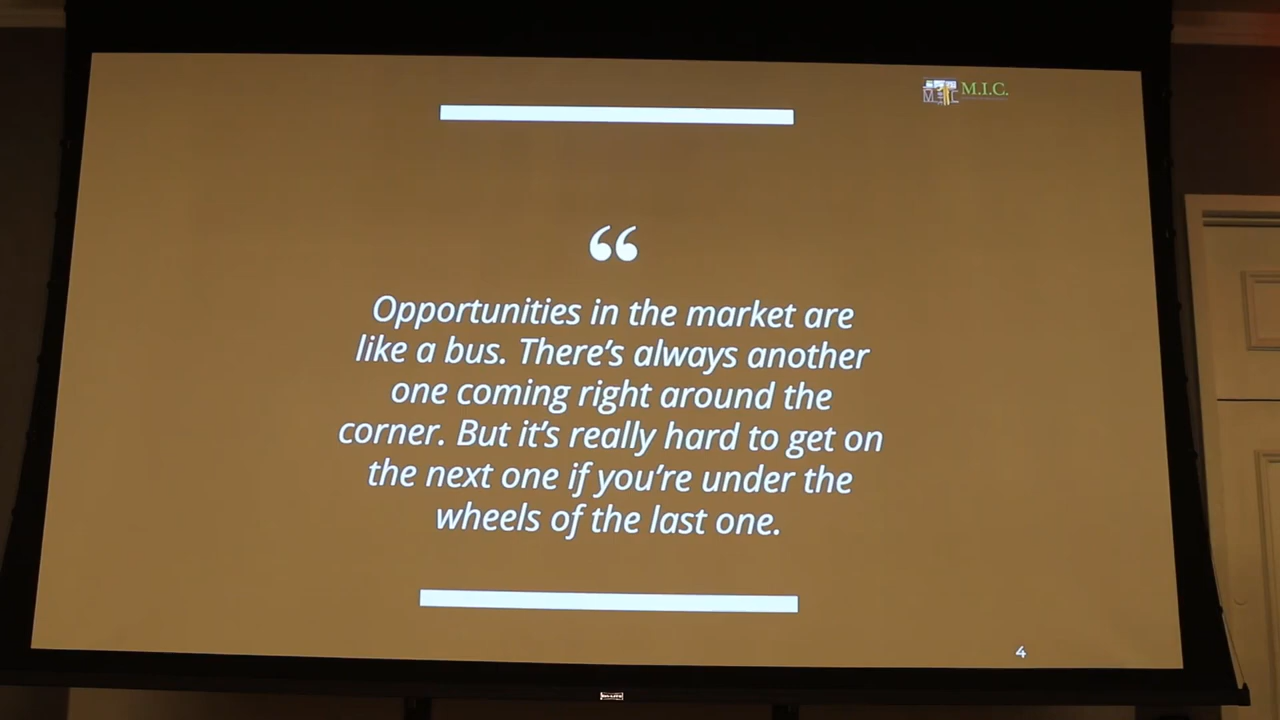 M.I.C.
“
Opportunities in the market are
like a bus. There’s always another
one coming right around the
corner. But it’s really hard to get on
the next one if you’re under the
wheels of the last one.
4